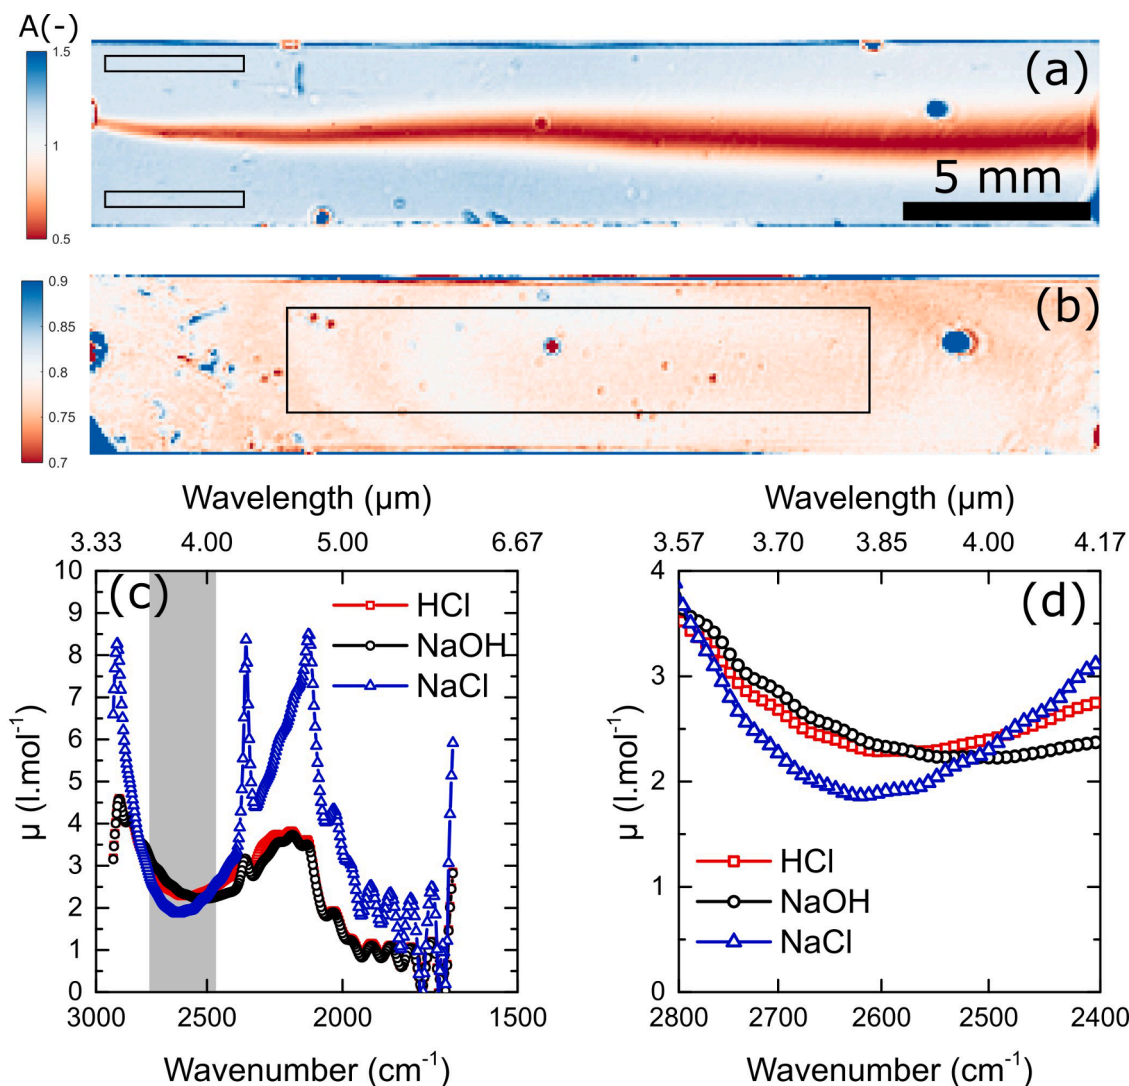 A(-)
1.5
1
0.5
(a)
5 mm
0.9
0.85
0.8
0.75
0.7
(b)
Wavelength (µm)
3.33 4.00 5.00 6.67
10
9
8
7
6
5
4
3
2
1
0
µ (l.mol⁻¹)
(c)
HCl
NaOH
NaCl
3000 2500 2000 1500
Wavenumber (cm⁻¹)
Wavelength (µm)
3.57 3.70 3.85 4.00 4.17
4
3
2
1
0
µ (l.mol⁻¹)
(d)
HCl
NaOH
NaCl
2800 2700 2600 2500 2400
Wavenumber (cm⁻¹)